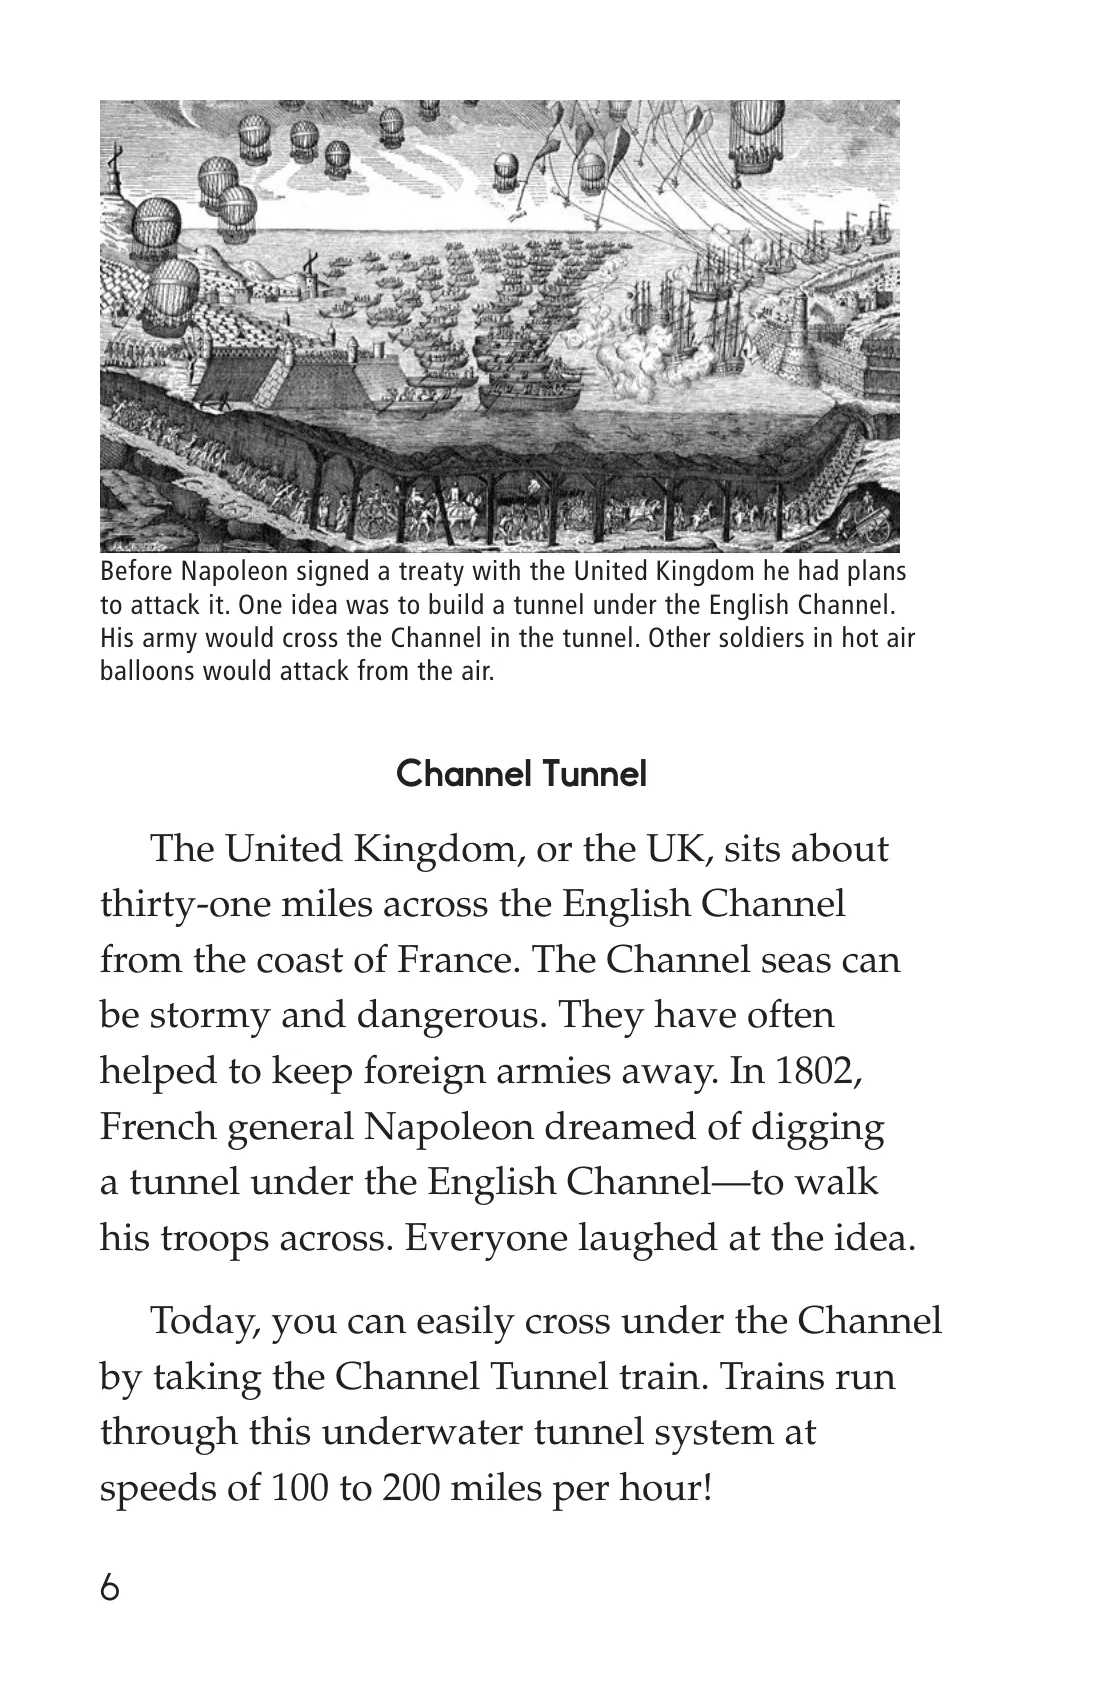 Before Napoleon signed a treaty with the United Kingdom he had plans
to attack it. One idea was to build a tunnel under the English Channel.
His army would cross the Channel in the tunnel. Other soldiers in hot air
balloons would attack from the air.
Channel Tunnel
The United Kingdom, or the UK, sits about
thirty-one miles across the English Channel
from the coast of France. The Channel seas can
be stormy and dangerous. They have often
helped to keep foreign armies away. In 1802,
French general Napoleon dreamed of digging
a tunnel under the English Channel—to walk
his troops across. Everyone laughed at the idea.
Today, you can easily cross under the Channel
by taking the Channel Tunnel train. Trains run
through this underwater tunnel system at
speeds of 100 to 200 miles per hour!
6